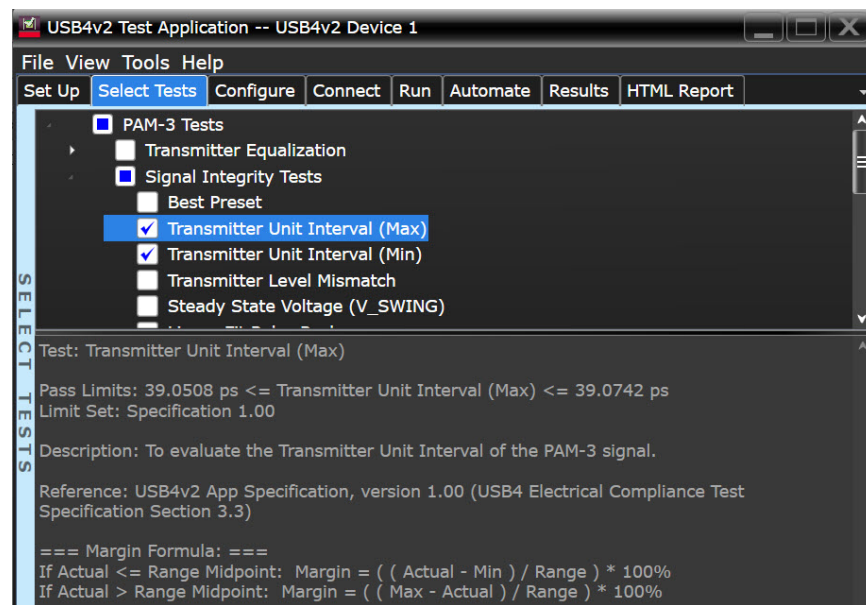 USB4v2 Test Application -- USB4v2 Device 1
File View Tools Help
Set Up Select Tests Configure Connect Run Automate Results HTML Report
PAM-3 Tests
Transmitter Equalization
Signal Integrity Tests
Best Preset
Transmitter Unit Interval (Max)
Transmitter Unit Interval (Min)
Transmitter Level Mismatch
Steady State Voltage (V_SWING)
SELECT TESTS
Test: Transmitter Unit Interval (Max)
Pass Limits: 39.0508 ps <= Transmitter Unit Interval (Max) <= 39.0742 ps
Limit Set: Specification 1.00
Description: To evaluate the Transmitter Unit Interval of the PAM-3 signal.
Reference: USB4v2 App Specification, version 1.00 (USB4 Electrical Compliance Test
Specification Section 3.3)
=== Margin Formula: ===
If Actual <= Range Midpoint: Margin = ( ( Actual - Min ) / Range ) * 100%
If Actual > Range Midpoint: Margin = ( ( Max - Actual ) / Range ) * 100%